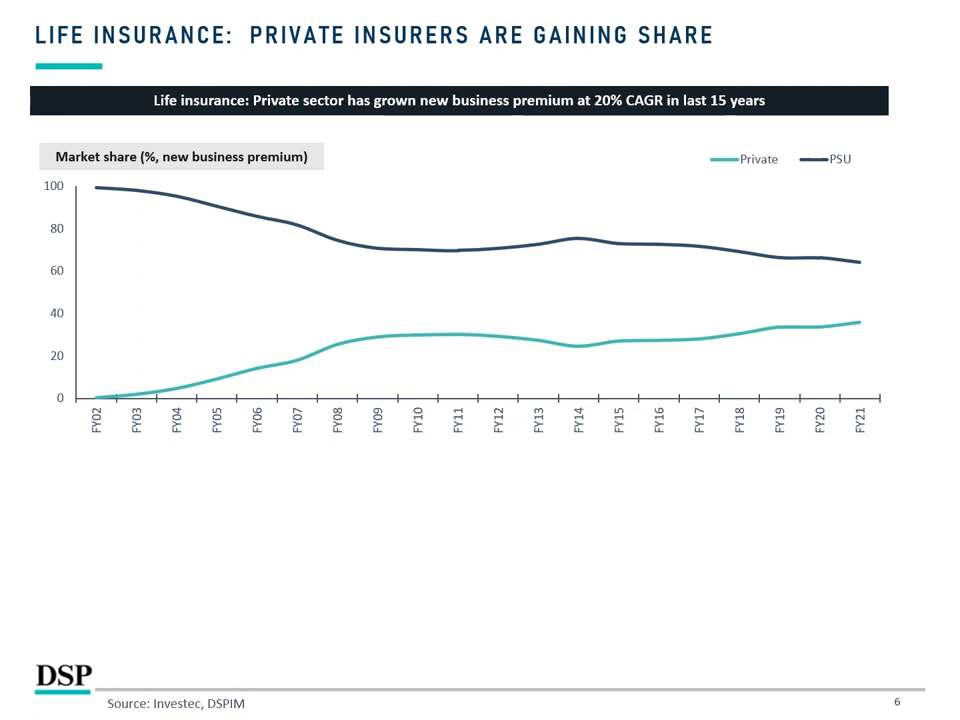 LIFE INSURANCE: PRIVATE INSURERS ARE GAINING SHARE
Life insurance: Private sector has grown new business premium at 20% CAGR in last 15 years
Market share (%, new business premium)
Private PSU
100
80
60
40
20
0
FY02 FY03 FY04 FY05 FY06 FY07 FY08 FY09 FY10 FY11 FY12 FY13 FY14 FY15 FY16 FY17 FY18 FY19 FY20 FY21
DSP
Source: Investec, DSPIM
6